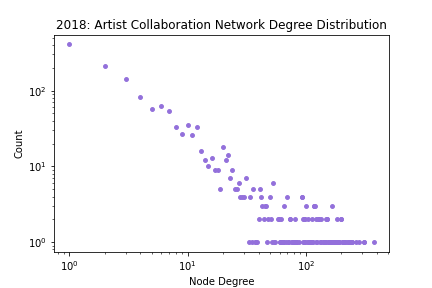 2018: Artist Collaboration Network Degree Distribution
Count
10²
10¹
10⁰
10⁰ 10¹ 10²
Node Degree